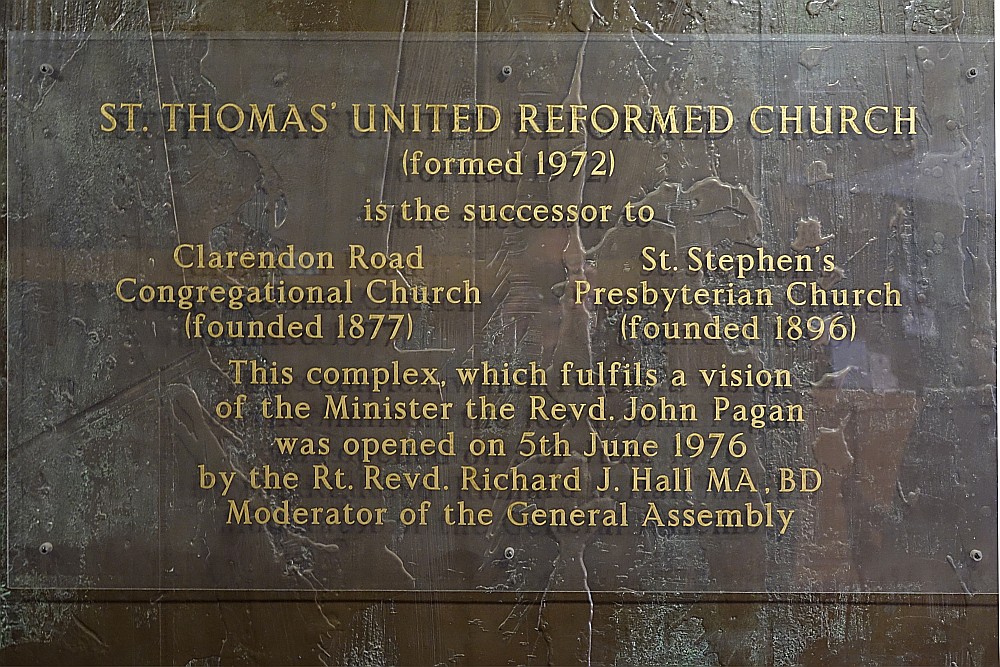 ST. THOMAS' UNITED REFORMED CHURCH
(formed 1972)
is the successor to
Clarendon Road
Congregational Church
(founded 1877)
St. Stephen's
Presbyterian Church
(founded 1896)
This complex, which fulfils a vision
of the Minister the Revd. John Pagan
was opened on 5th June 1976
by the Rt. Revd. Richard J. Hall MA, BD
Moderator of the General Assembly